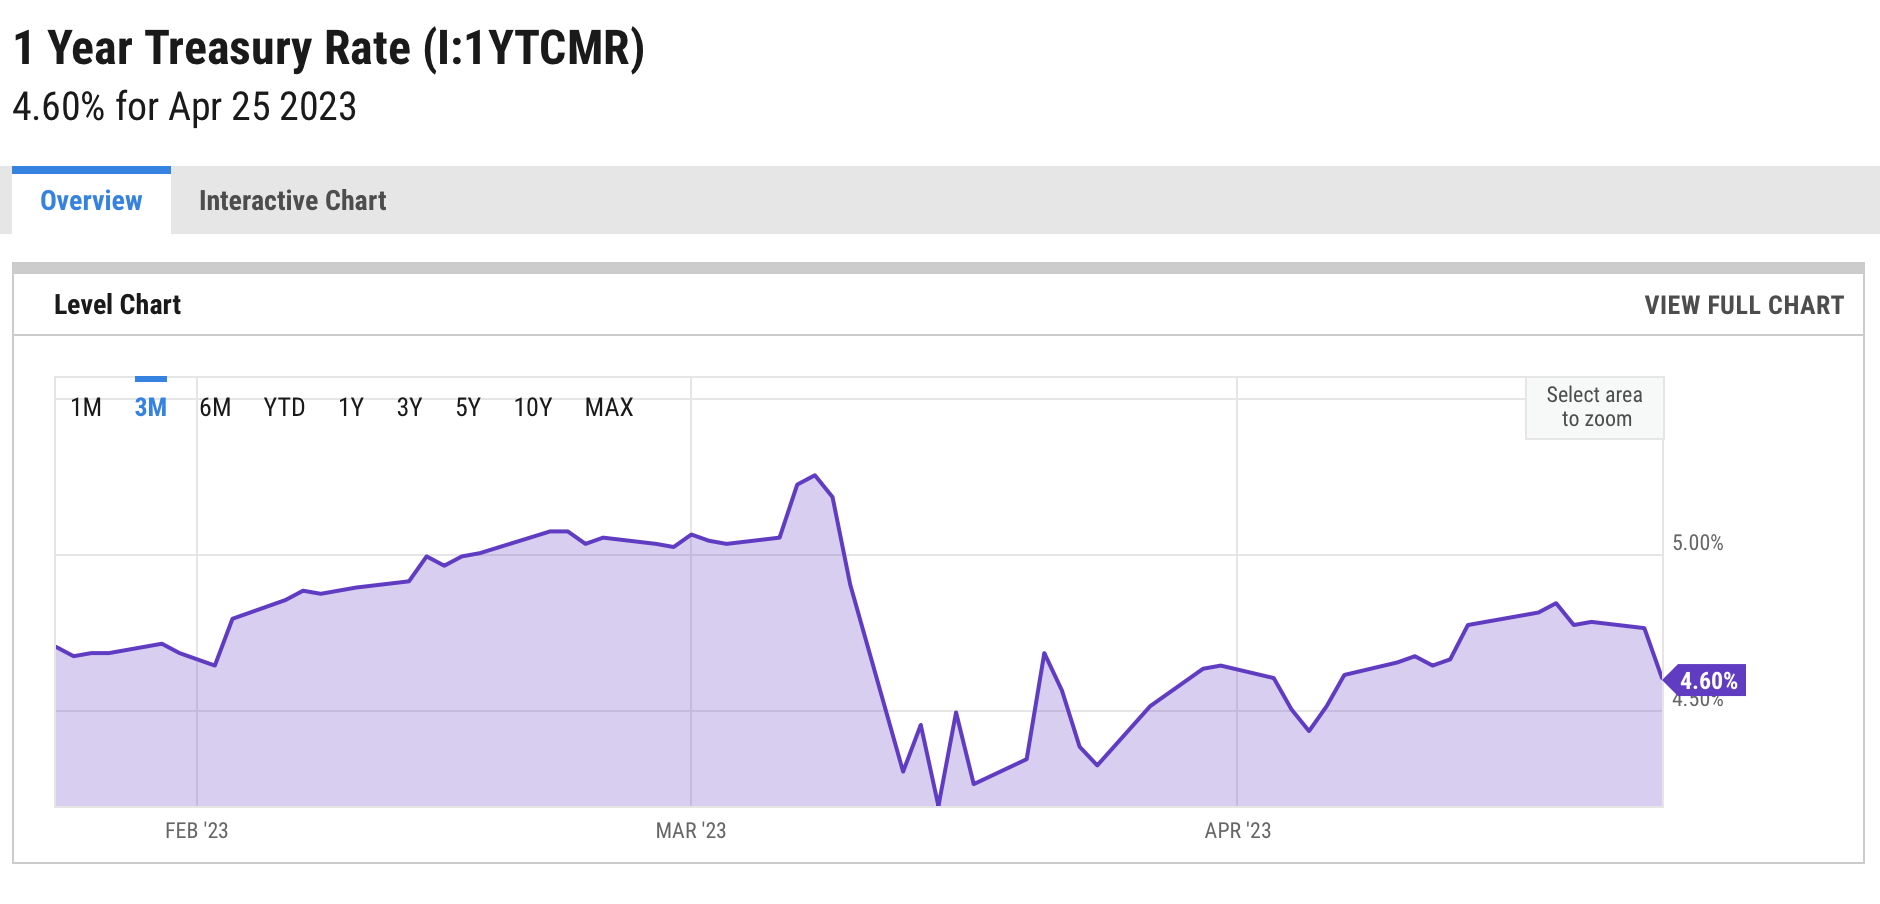 1 Year Treasury Rate (I:1YTCMR)
4.60% for Apr 25 2023
Overview
Interactive Chart
Level Chart
VIEW FULL CHART
1M
3M
6M
YTD
1Y
3Y
5Y
10Y
MAX
Select area
to zoom
5.00%
4.60%
4.50%
FEB '23
MAR '23
APR '23